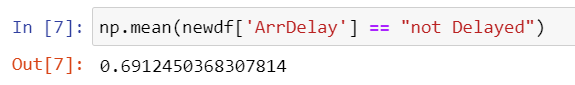 In [7]: np.mean(newdf['ArrDelay'] == "not Delayed")
Out[7]: 0.6912450368307814